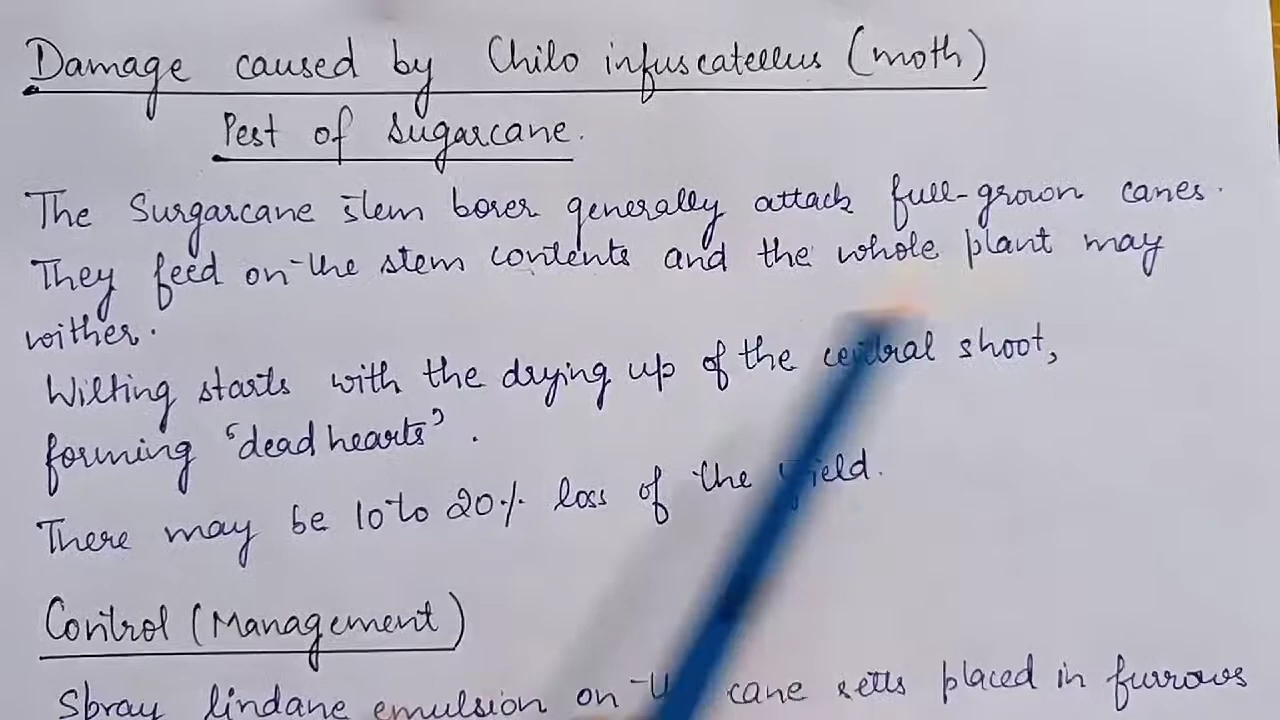 Damage caused by Chilo infuscatellus (moth)
Pest of sugarcane.
The Surgarcane stem borer generally attack full-grown canes.
They feed on the stem contents and the whole plant may
wither.
Wilting starts with the drying up of the central shoot,
forming 'dead hearts'.
There may be 10 to 20% loss of the yield.
Control (Management)
Spray lindane emulsion on the cane setts placed in furrows